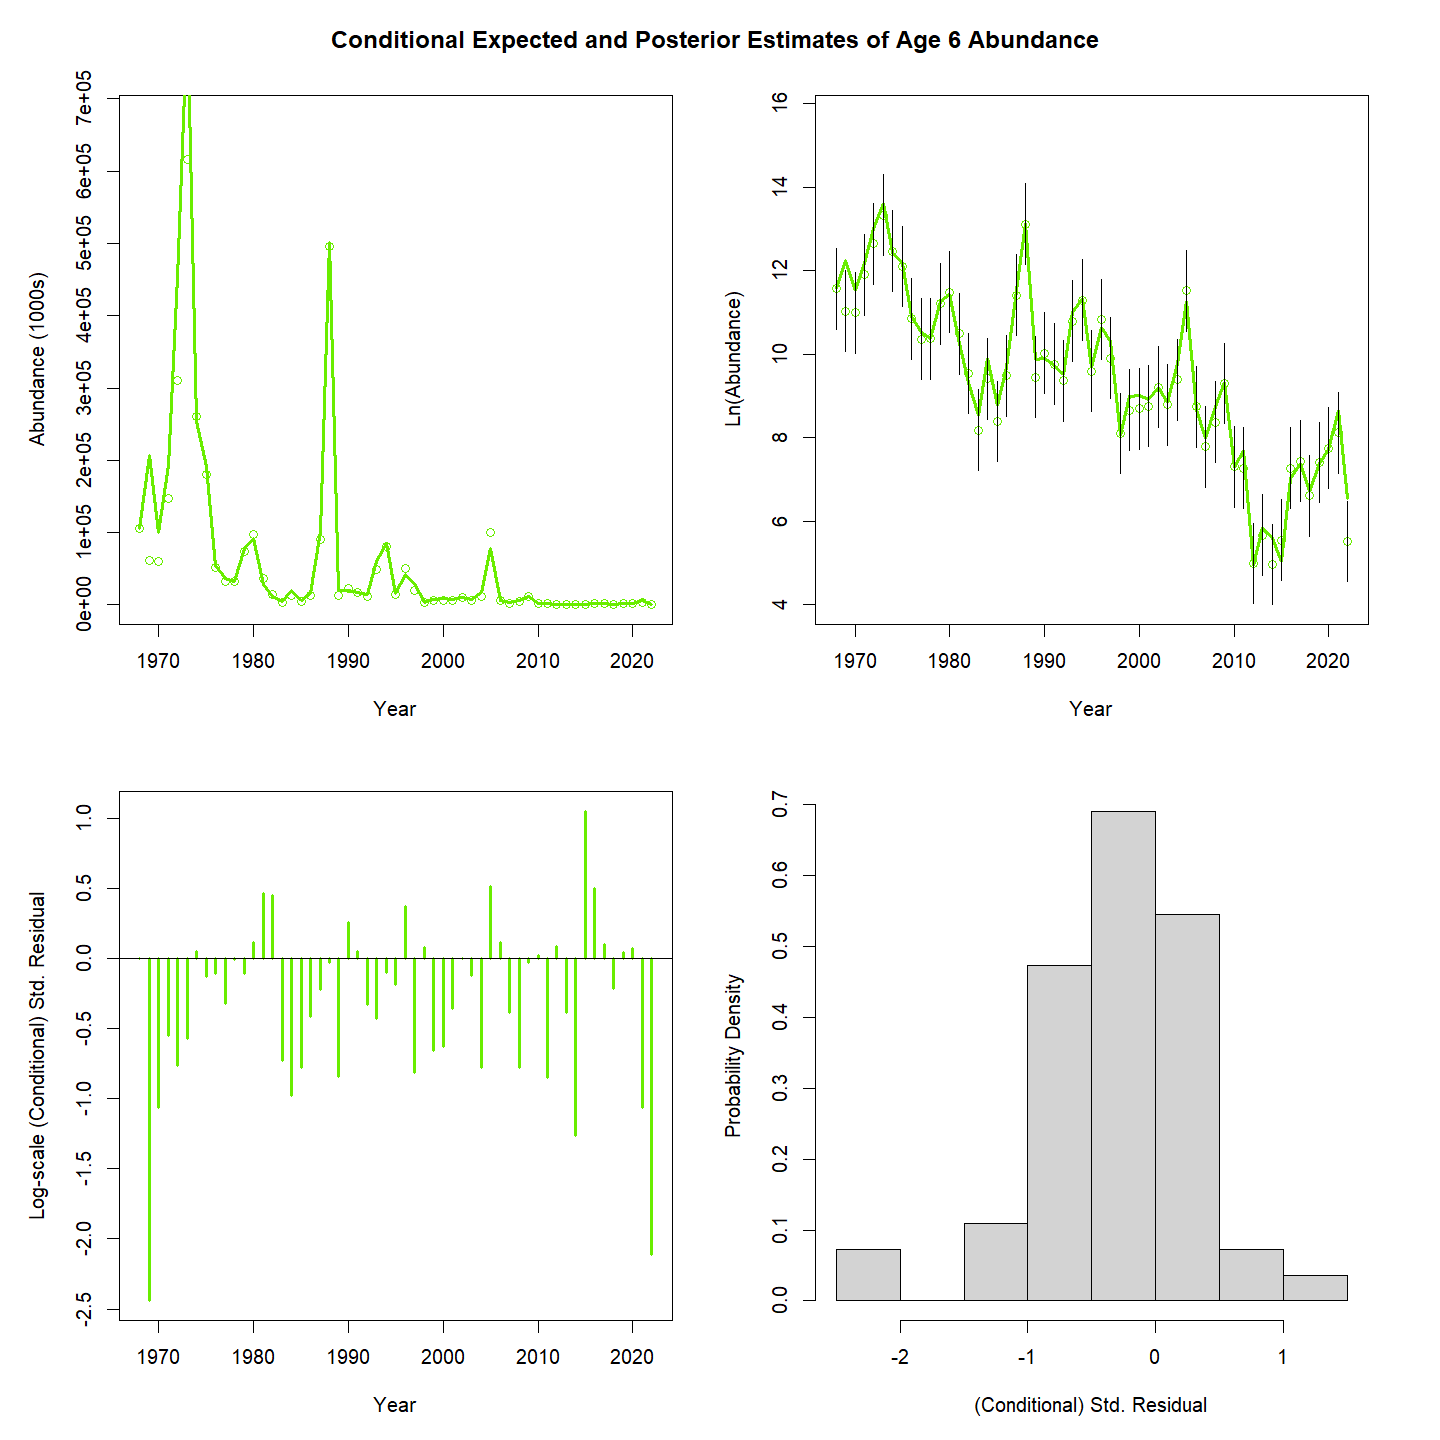 Conditional Expected and Posterior Estimates of Age 6 Abundance
Abundance (1000s)
0e+00 1e+05 2e+05 3e+05 4e+05 5e+05 6e+05 7e+05
1970 1980 1990 2000 2010 2020
Year
Ln(Abundance)
4 6 8 10 12 14 16
1970 1980 1990 2000 2010 2020
Year
Log-scale (Conditional) Std. Residual
-2.5 -2.0 -1.5 -1.0 -0.5 0.0 0.5 1.0
1970 1980 1990 2000 2010 2020
Year
Probability Density
0.0 0.1 0.2 0.3 0.4 0.5 0.6 0.7
-2 -1 0 1
(Conditional) Std. Residual